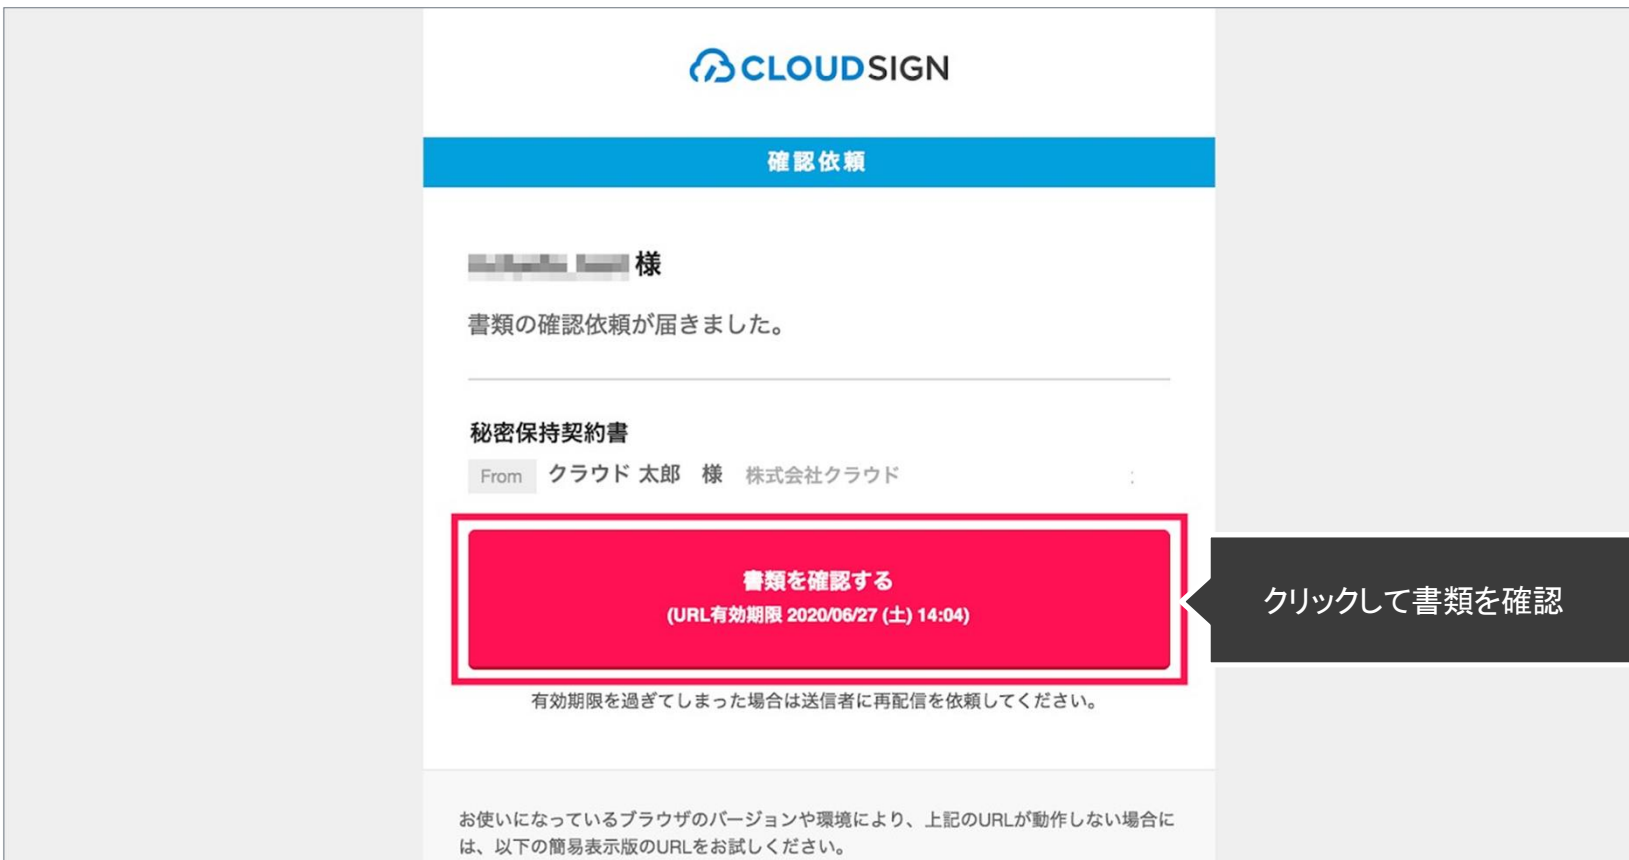 CLOUDSIGN
確認依頼
様
書類の確認依頼が届きました。
秘密保持契約書
From クラウド 太郎 様 株式会社クラウド
書類を確認する
(URL有効期限 2020/06/27 (土) 14:04)
クリックして書類を確認
有効期限を過ぎてしまった場合は送信者に再配信を依頼してください。
お使いになっているブラウザのバージョンや環境により、上記のURLが動作しない場合に
は、以下の簡易表示版のURLをお試しください。